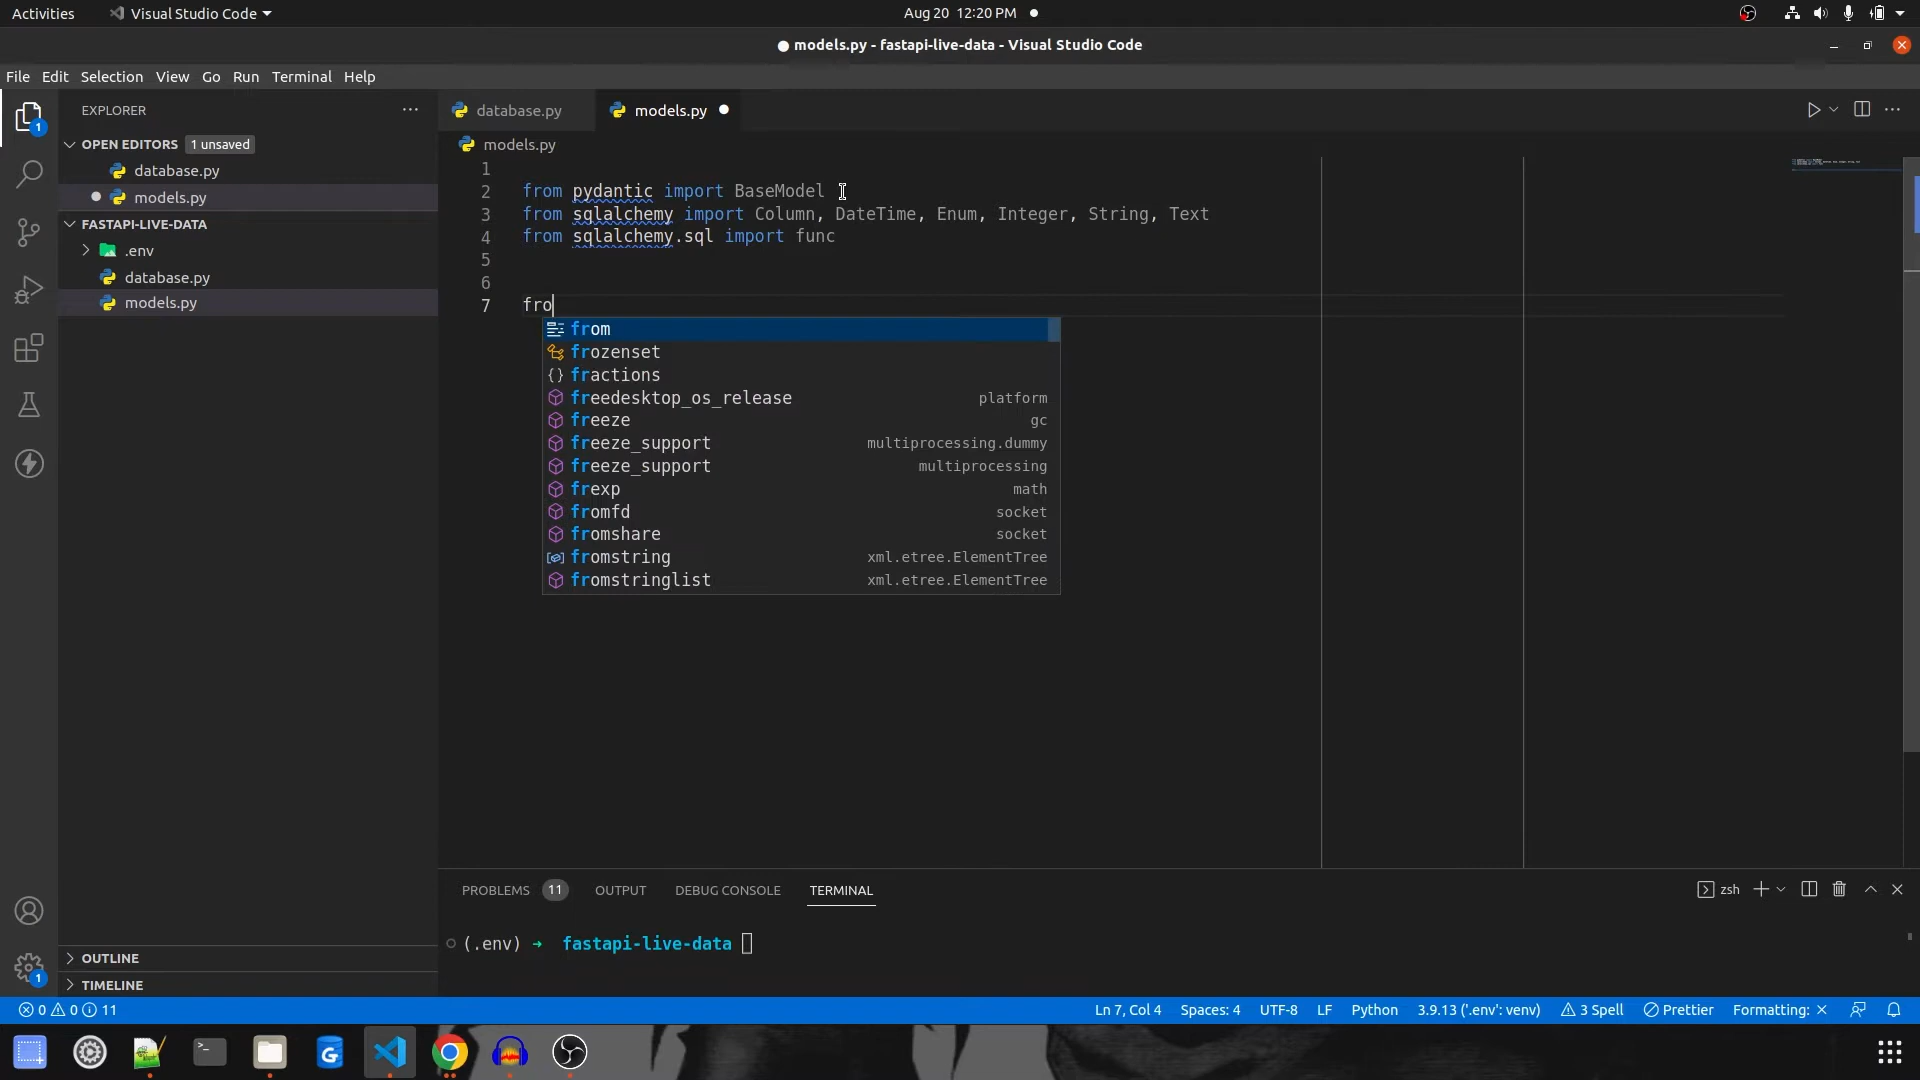 Activities Visual Studio Code Aug 20 12:20 PM
models.py - fastapi-live-data - Visual Studio Code
File Edit Selection View Go Run Terminal Help
EXPLORER
OPEN EDITORS 1 unsaved
database.py
models.py
FASTAPI-LIVE-DATA
.env
database.py
models.py
OUTLINE
TIMELINE
1
1
database.py models.py
models.py
1
2 from pydantic import BaseModel
3 from sqlalchemy import Column, DateTime, Enum, Integer, String, Text
4 from sqlalchemy.sql import func
5
6
7 fro
from
frozenset
fractions
freedesktop_os_release platform
freeze gc
freeze_support multiprocessing.dummy
freeze_support multiprocessing
frexp math
fromfd socket
fromshare socket
fromstring xml.etree.ElementTree
fromstringlist xml.etree.ElementTree
PROBLEMS 11 OUTPUT DEBUG CONSOLE TERMINAL zsh
(.env) ➜ fastapi-live-data
0 0 11 Ln 7, Col 4 Spaces: 4 UTF-8 LF Python 3.9.13 ('.env': venv) 3 Spell Prettier Formatting: ×